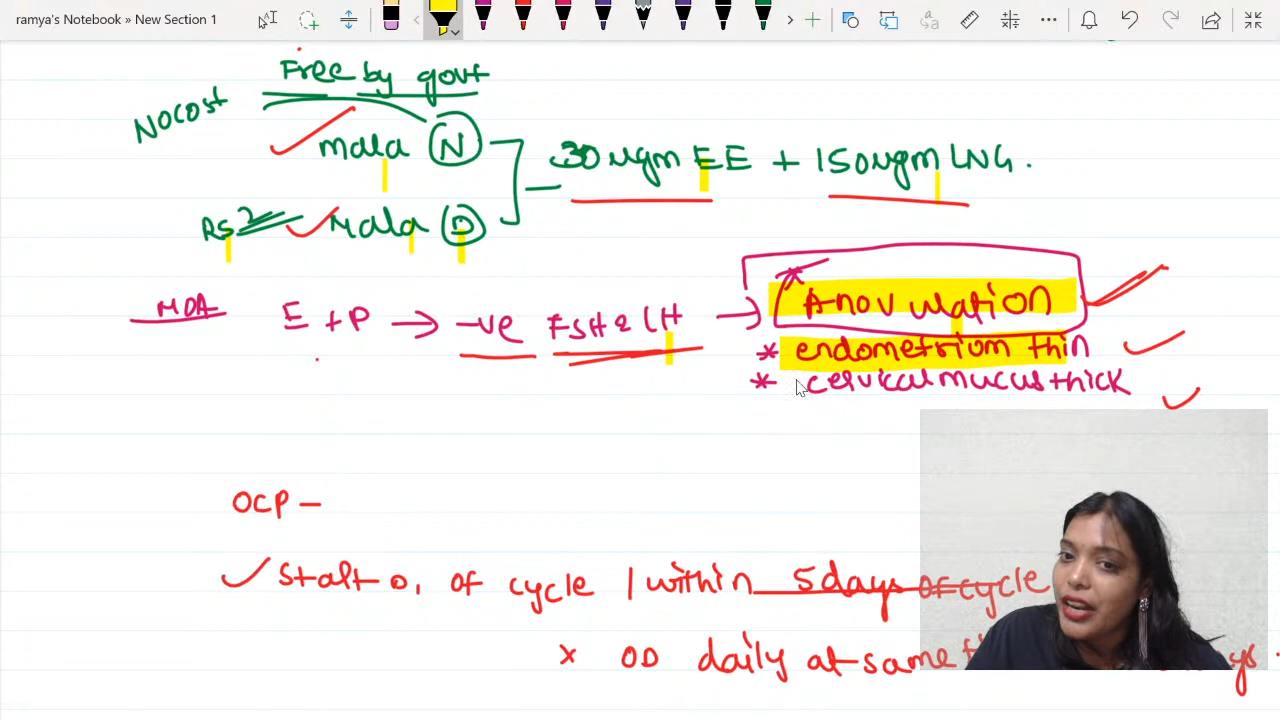 ramya's Notebook » New Section 1
Free by govt
No cost
mala N
30 ugm EE + 150 ugm LNG.
RS 2 Mala D
MOA E + P → -ve FSH & LH → * Anovulation
* endometrium thin
* cervical mucus thick
OCP -
✓ Start D1 of cycle / within 5 days of cycle
x OD daily at same